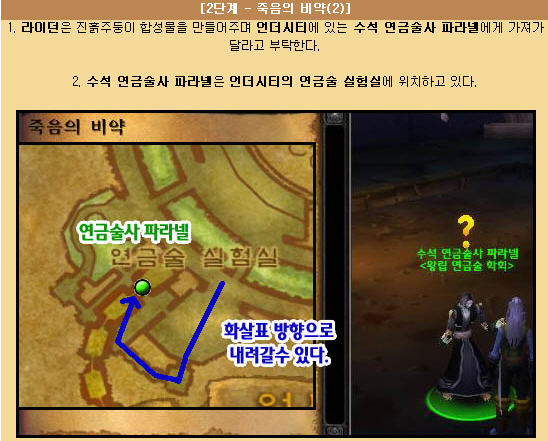 [2단계 - 죽음의 비약(2)]
1. 라이던은 진흙주둥이 합성물을 만들어주며 언더시티에 있는 수석 연금술사 파라넬에게 가져가
달라고 부탁한다.
2. 수석 연금술사 파라넬은 언더시티의 연금술 실험실에 위치하고 있다.
죽음의 비약
연금술사 파라넬
연금술 실험실
화살표 방향으로
내려갈수 있다.
수석 연금술사 파라넬
<왕립 연금술 학회>